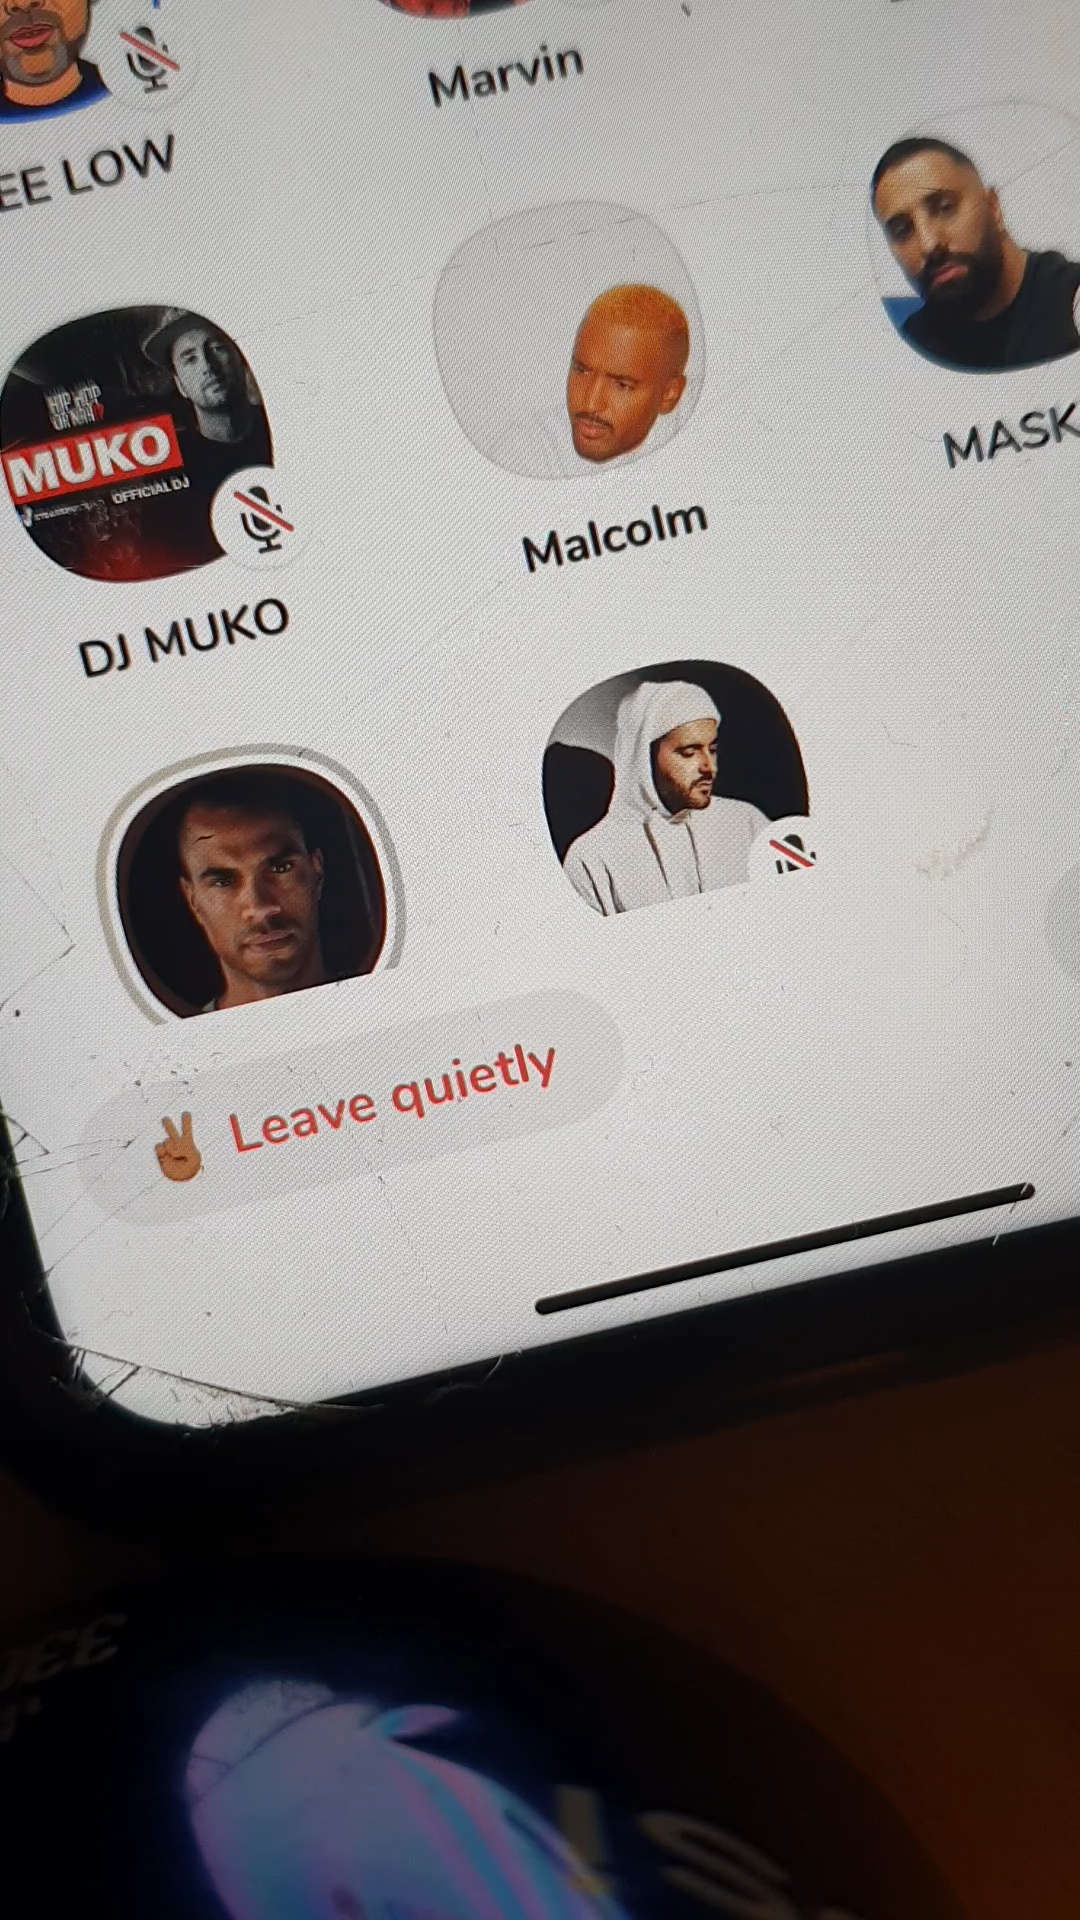 Marvin
EE LOW
MASK
HIP HOP
MUKO
OFFICIAL DJ
Malcolm
DJ MUKO
✌🏽 Leave quietly